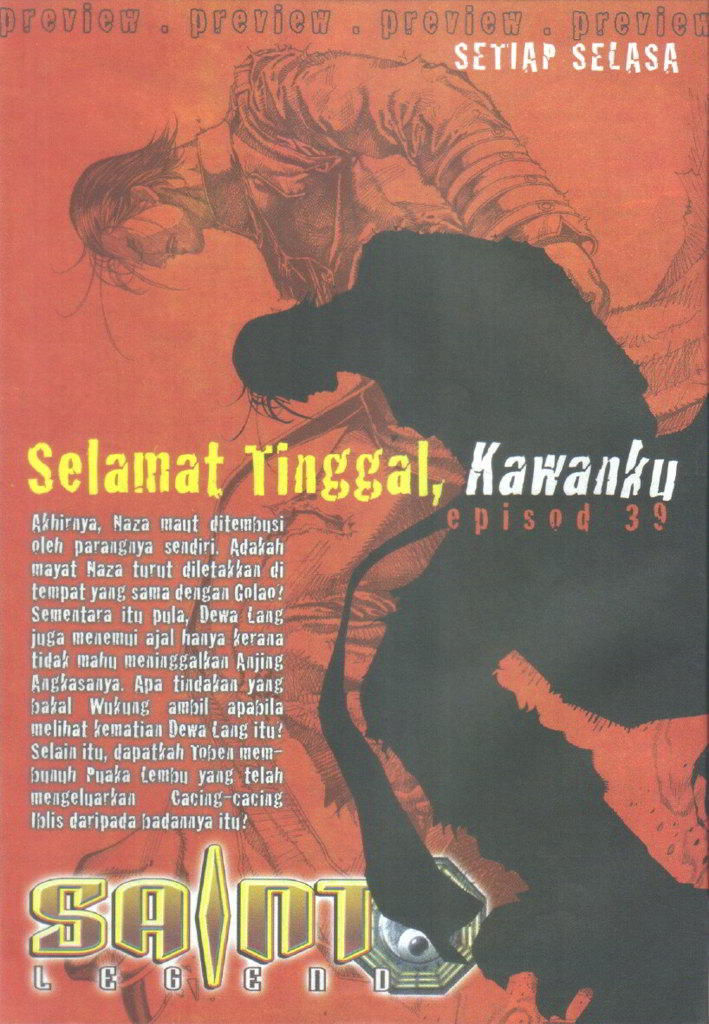 preview . preview . preview . preview
SETIAP SELASA
Selamat Tinggal, Kawanku
episod 39
Akhirnya, Naza maut ditembusi
oleh parangnya sendiri. Adakah
mayat Naza turut diletakkan di
tempat yang sama dengan Golao?
Sementara itu pula, Dewa Lang
juga menemui ajal hanya kerana
tidak mahu meninggalkan Anjing
Angkasanya. Apa tindakan yang
bakal Wukung ambil apabila
melihat kematian Dewa Lang itu?
Selain itu, dapatkah Toben mem-
bunuh Puaka Lembu yang telah
mengeluarkan Cacing-cacing
Iblis daripada badannya itu?
SAINT
LEGEND